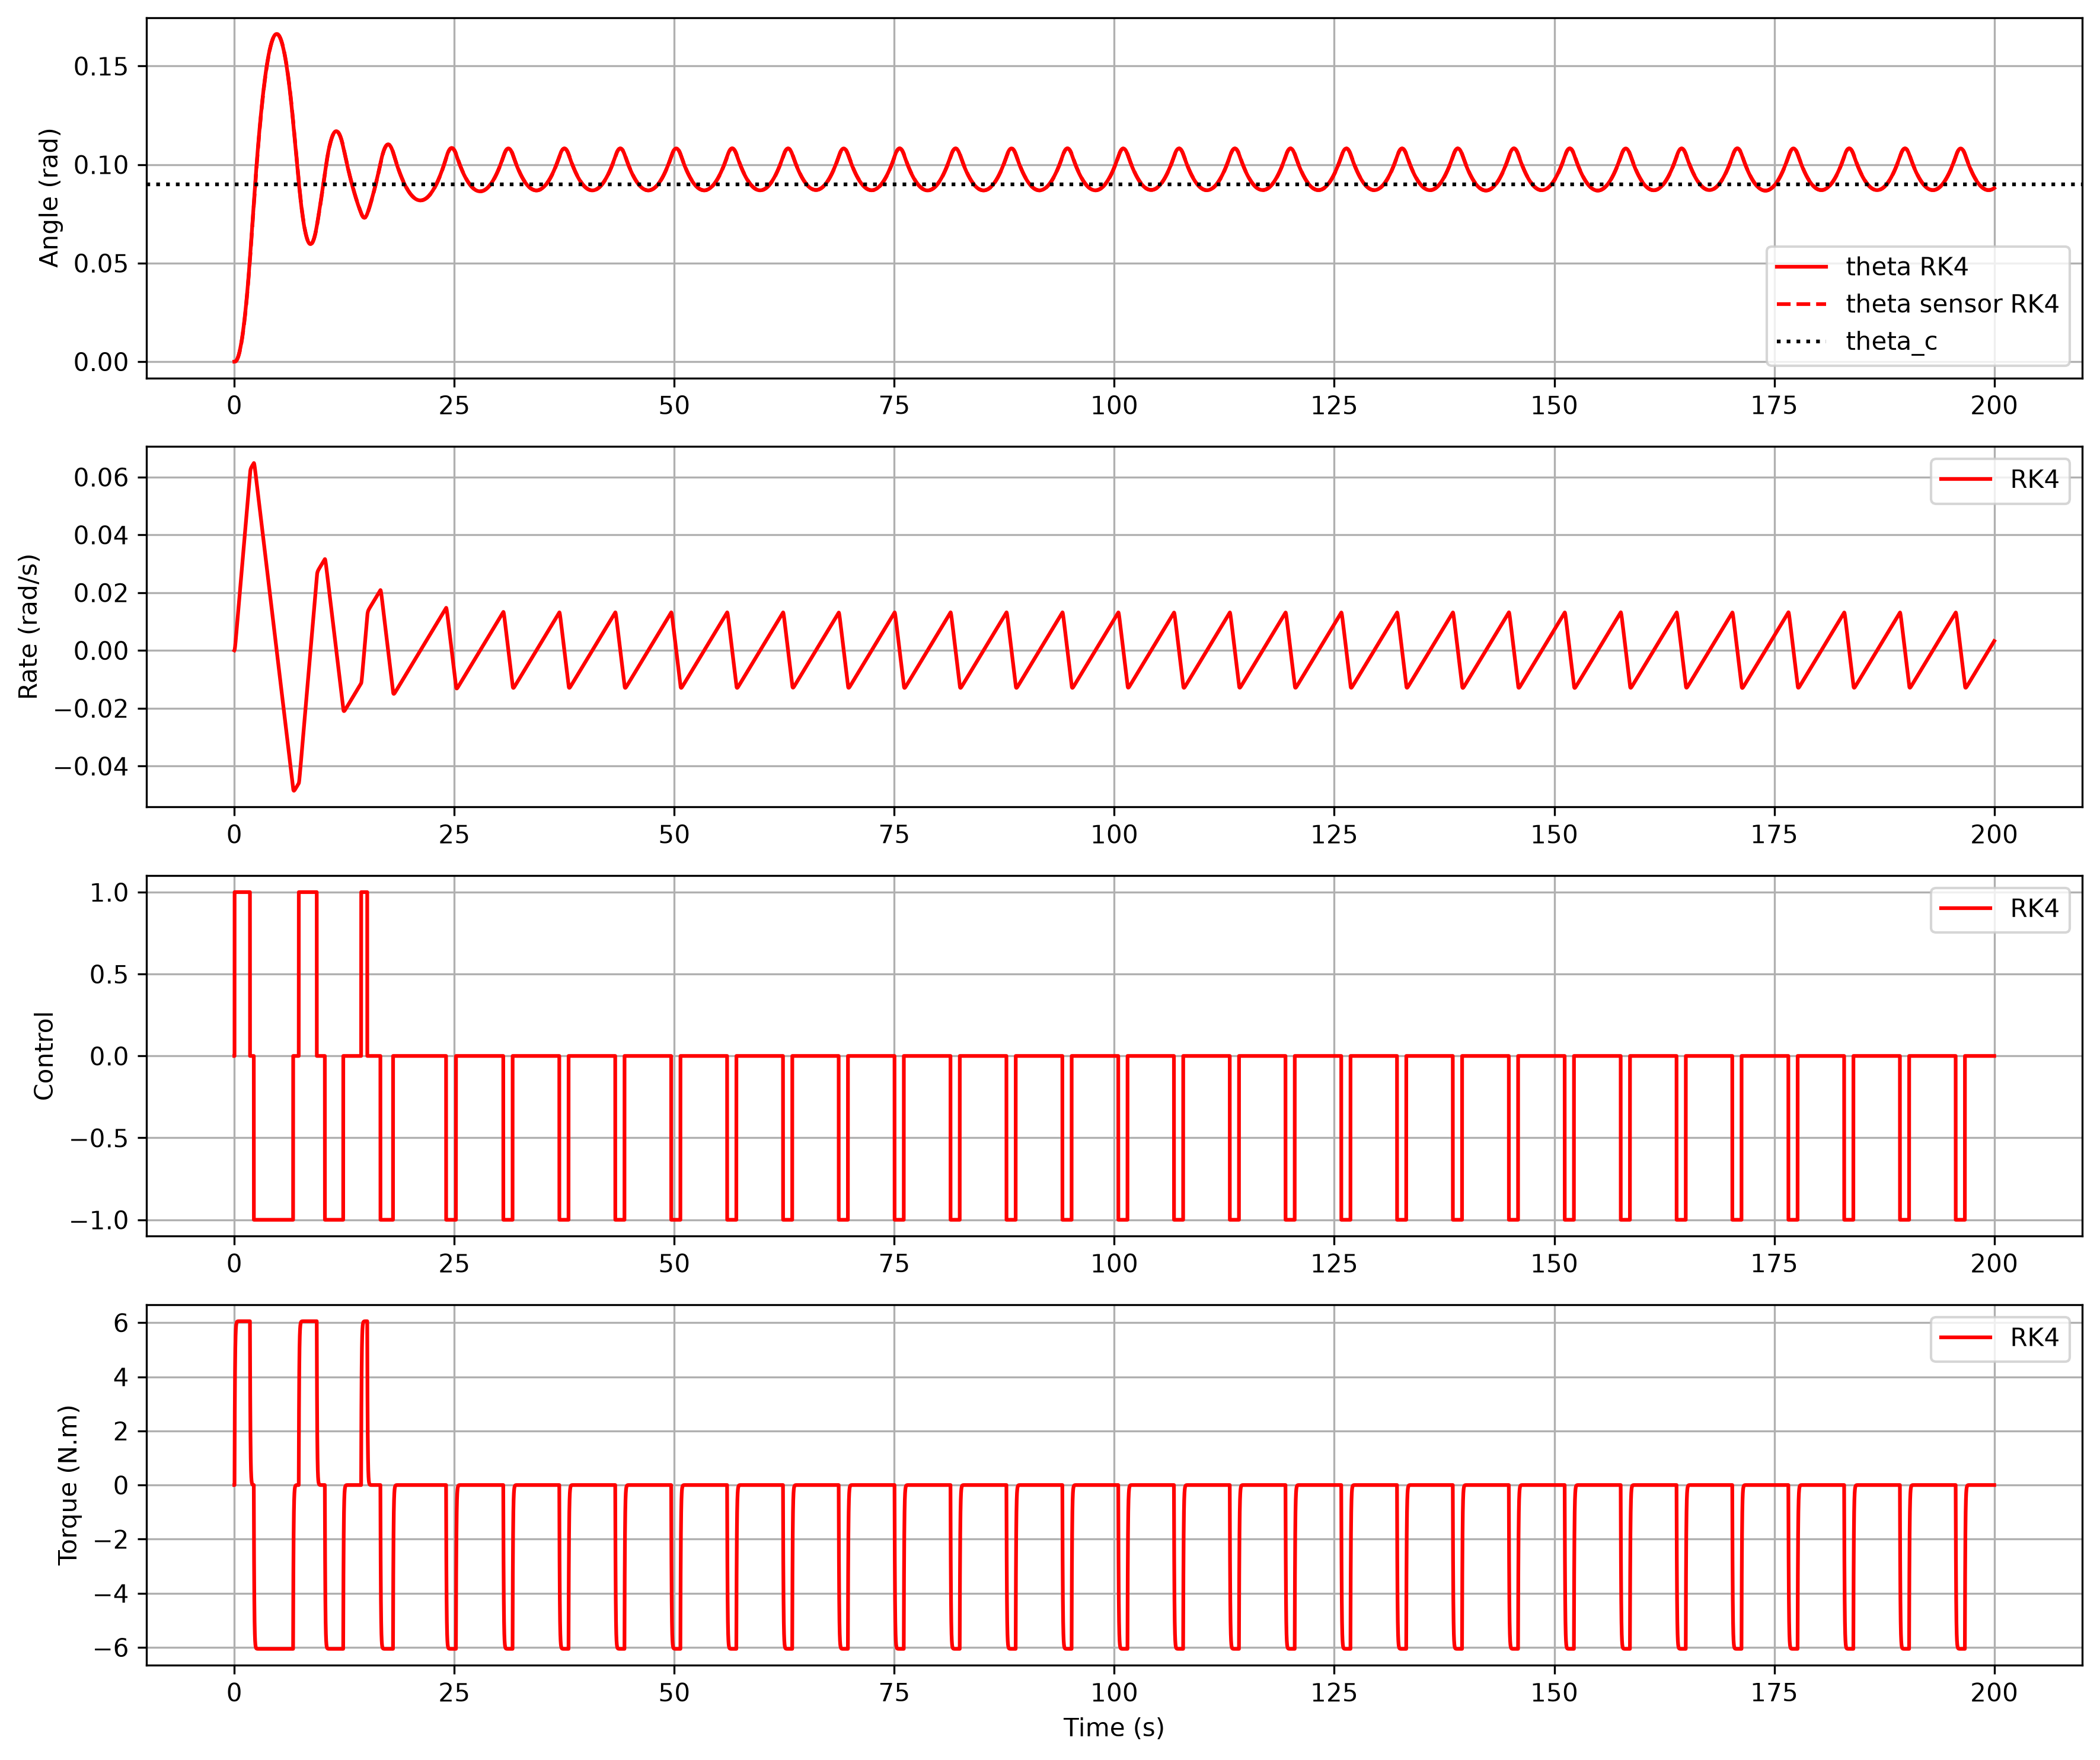 Angle (rad)
0.15
0.10
0.05
0.00
theta RK4
theta sensor RK4
theta_c
0 25 50 75 100 125 150 175 200
Rate (rad/s)
0.06
0.04
0.02
0.00
−0.02
−0.04
RK4
0 25 50 75 100 125 150 175 200
Control
1.0
0.5
0.0
−0.5
−1.0
RK4
0 25 50 75 100 125 150 175 200
Torque (N.m)
6
4
2
0
−2
−4
−6
RK4
0 25 50 75 100 125 150 175 200
Time (s)